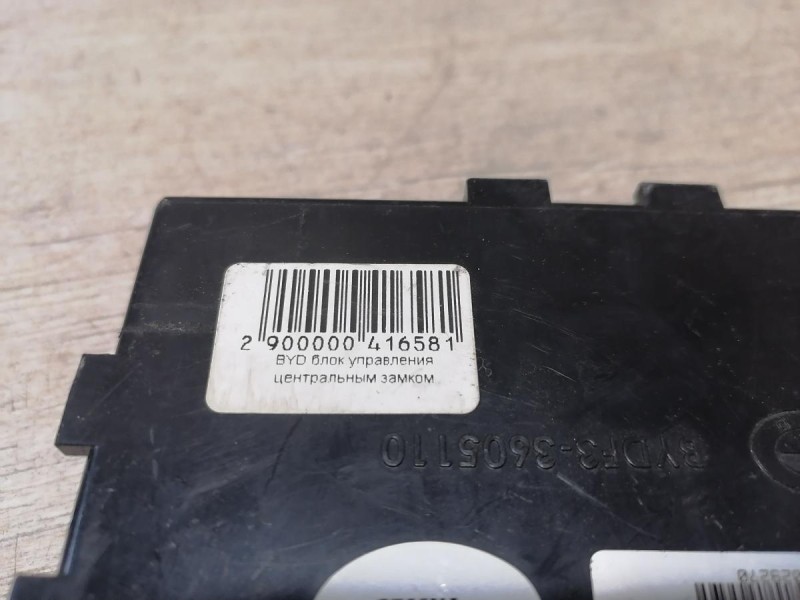 2 900000 416581
BYD блок управления
центральным замком
BYDF3-3605110